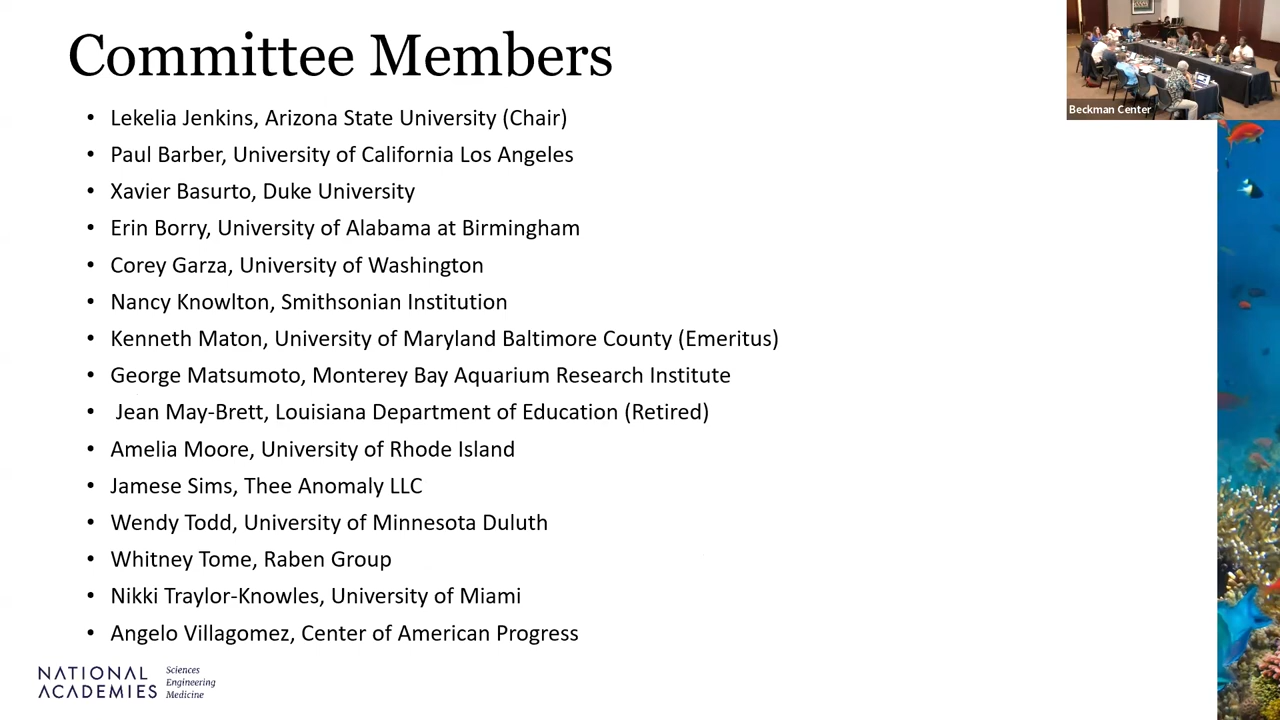 Committee Members
Beckman Center
• Lekelia Jenkins, Arizona State University (Chair)
• Paul Barber, University of California Los Angeles
• Xavier Basurto, Duke University
• Erin Borry, University of Alabama at Birmingham
• Corey Garza, University of Washington
• Nancy Knowlton, Smithsonian Institution
• Kenneth Maton, University of Maryland Baltimore County (Emeritus)
• George Matsumoto, Monterey Bay Aquarium Research Institute
• Jean May-Brett, Louisiana Department of Education (Retired)
• Amelia Moore, University of Rhode Island
• Jamese Sims, Thee Anomaly LLC
• Wendy Todd, University of Minnesota Duluth
• Whitney Tome, Raben Group
• Nikki Traylor-Knowles, University of Miami
• Angelo Villagomez, Center of American Progress
NATIONAL ACADEMIES
Sciences
Engineering
Medicine